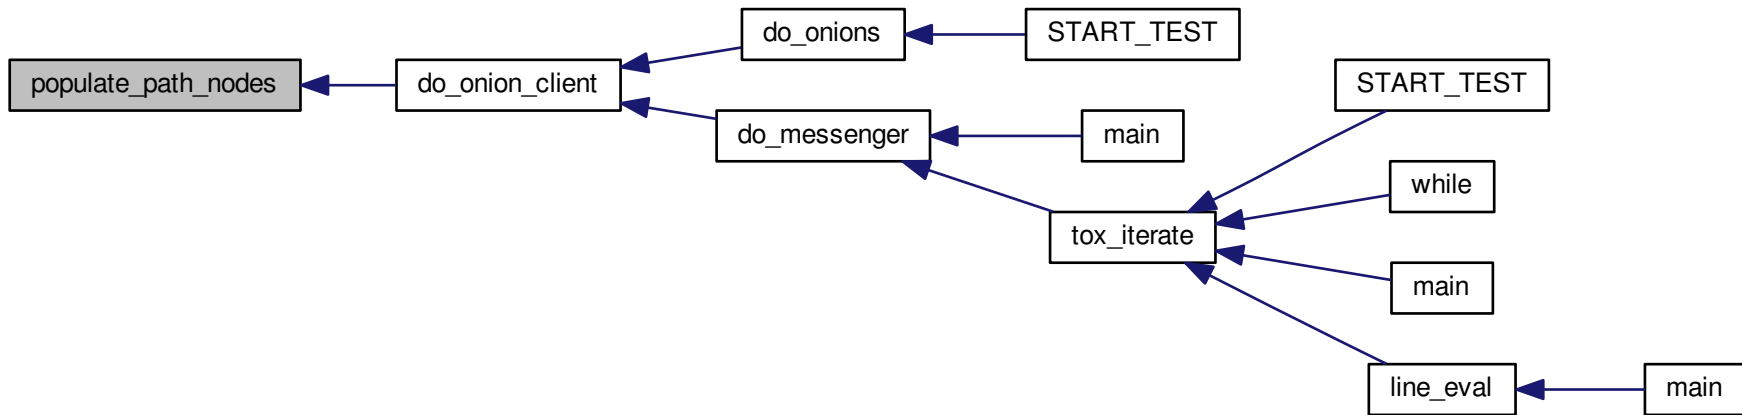 do_onions
START_TEST
populate_path_nodes
do_onion_client
START_TEST
do_messenger
main
while
tox_iterate
main
line_eval
main